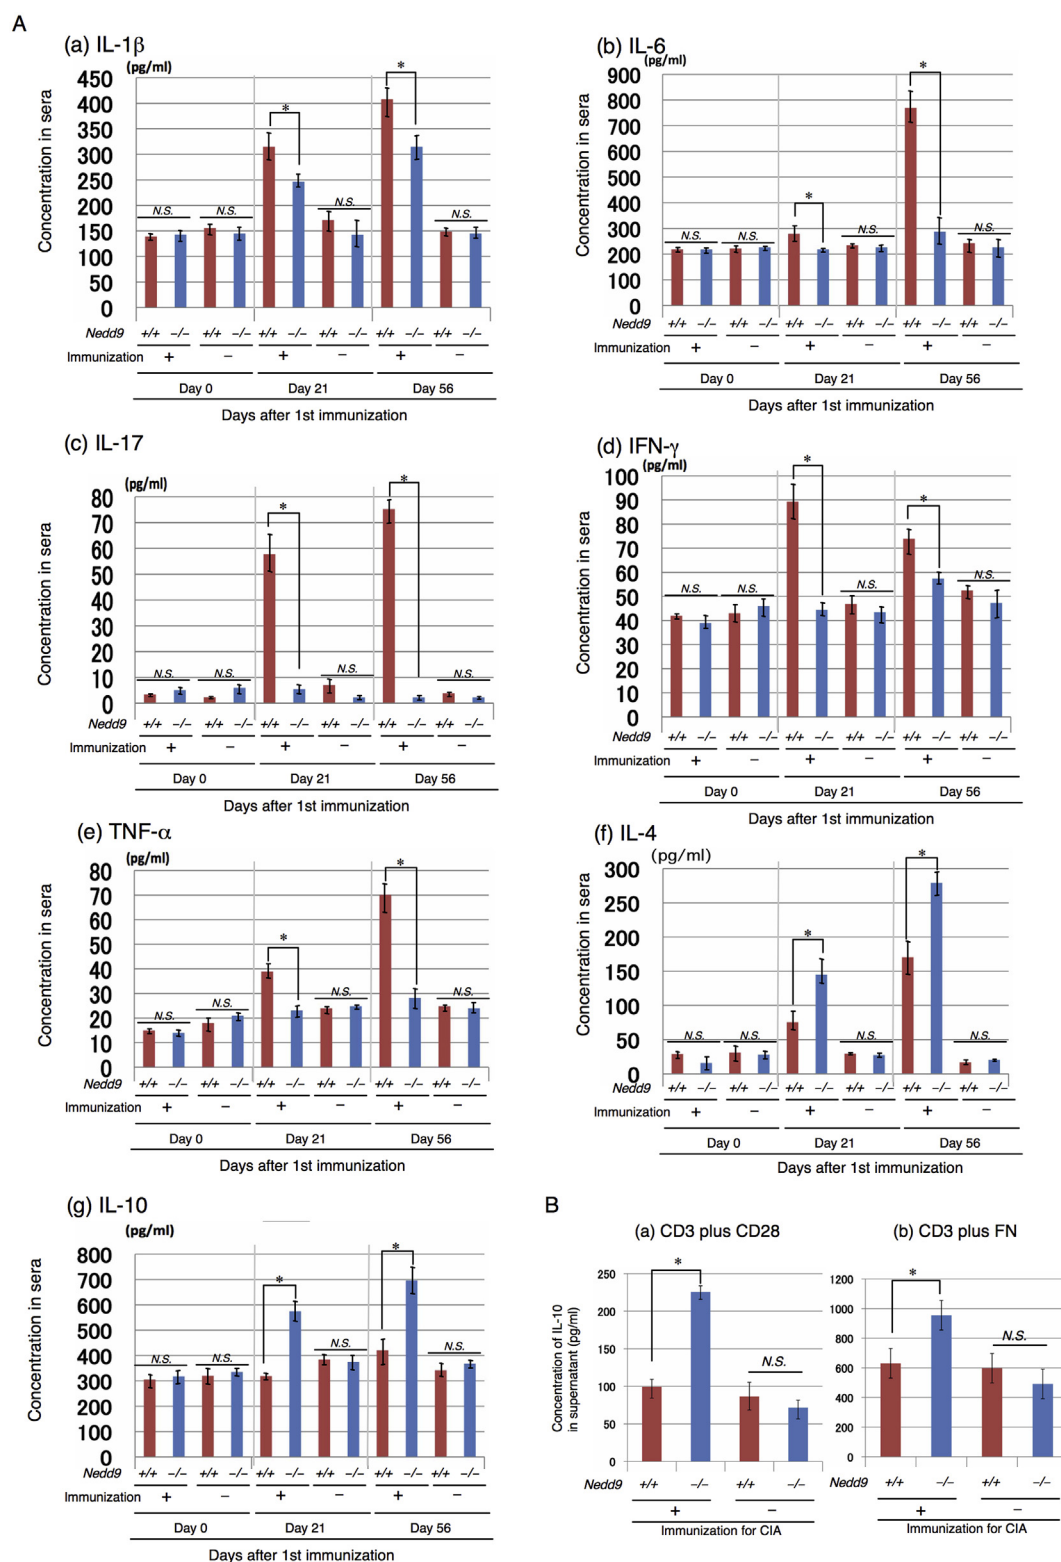 A
(a) IL-1β
(pg/ml)
450
400
350
300
250
200
150
100
50
0
Concentration in sera
N.S. N.S. * N.S. * N.S.
Nedd9 +/+ −/− +/+ −/− +/+ −/− +/+ −/− +/+ −/− +/+ −/−
Immunization + − + − + −
Day 0 Day 21 Day 56
Days after 1st immunization
(b) IL-6
(pg/ml)
900
800
700
600
500
400
300
200
100
0
Concentration in sera
N.S. N.S. * N.S. * N.S.
Nedd9 +/+ −/− +/+ −/− +/+ −/− +/+ −/− +/+ −/− +/+ −/−
Immunization + − + − + −
Day 0 Day 21 Day 56
Days after 1st immunization
(c) IL-17
(pg/ml)
80
70
60
50
40
30
20
10
0
Concentration in sera
N.S. N.S. * N.S. * N.S.
Nedd9 +/+ −/− +/+ −/− +/+ −/− +/+ −/− +/+ −/− +/+ −/−
Immunization + − + − + −
Day 0 Day 21 Day 56
Days after 1st immunization
(d) IFN-γ
(pg/ml)
100
90
80
70
60
50
40
30
20
10
0
Concentration in sera
N.S. N.S. * N.S. * N.S.
Nedd9 +/+ −/− +/+ −/− +/+ −/− +/+ −/− +/+ −/− +/+ −/−
Immunization + − + − + −
Day 0 Day 21 Day 56
Days after 1st immunization
(e) TNF-α
(pg/ml)
80
70
60
50
40
30
20
10
0
Concentration in sera
N.S. N.S. * N.S. * N.S.
Nedd9 +/+ −/− +/+ −/− +/+ −/− +/+ −/− +/+ −/− +/+ −/−
Immunization + − + − + −
Day 0 Day 21 Day 56
Days after 1st immunization
(f) IL-4
(pg/ml)
300
250
200
150
100
50
0
Concentration in sera
N.S. N.S. * N.S. * N.S.
Nedd9 +/+ −/− +/+ −/− +/+ −/− +/+ −/− +/+ −/− +/+ −/−
Immunization + − + − + −
Day 0 Day 21 Day 56
Days after 1st immunization
(g) IL-10
(pg/ml)
800
700
600
500
400
300
200
100
0
Concentration in sera
N.S. N.S. * N.S. * N.S.
Nedd9 +/+ −/− +/+ −/− +/+ −/− +/+ −/− +/+ −/− +/+ −/−
Immunization + − + − + −
Day 0 Day 21 Day 56
Days after 1st immunization
B
(a) CD3 plus CD28
250
200
150
100
50
0
Concentration of IL-10
in supernatant (pg/ml)
* N.S.
Nedd9 +/+ −/− +/+ −/−
+ −
Immunization for CIA
(b) CD3 plus FN
1200
1000
800
600
400
200
0
* N.S.
Nedd9 +/+ −/− +/+ −/−
+ −
Immunization for CIA